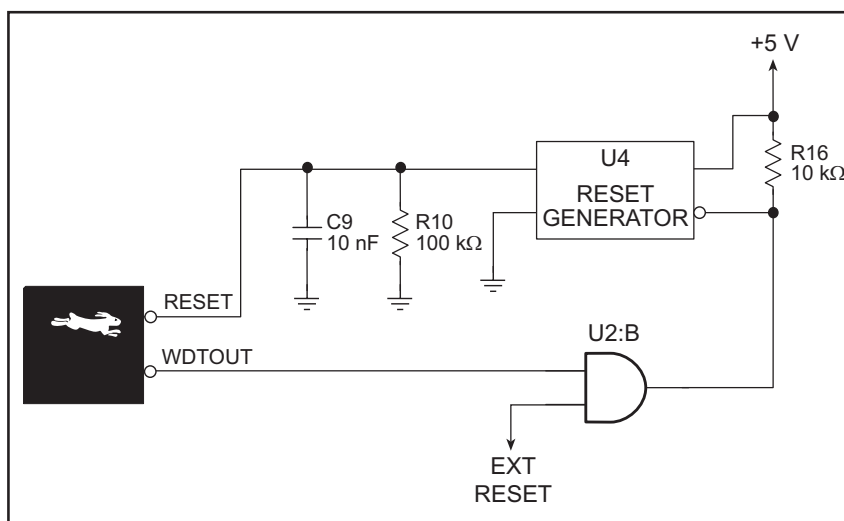 +5 V
U4
RESET
GENERATOR
R16
10 kΩ
C9
10 nF
R10
100 kΩ
RESET
WDTOUT
U2:B
EXT
RESET